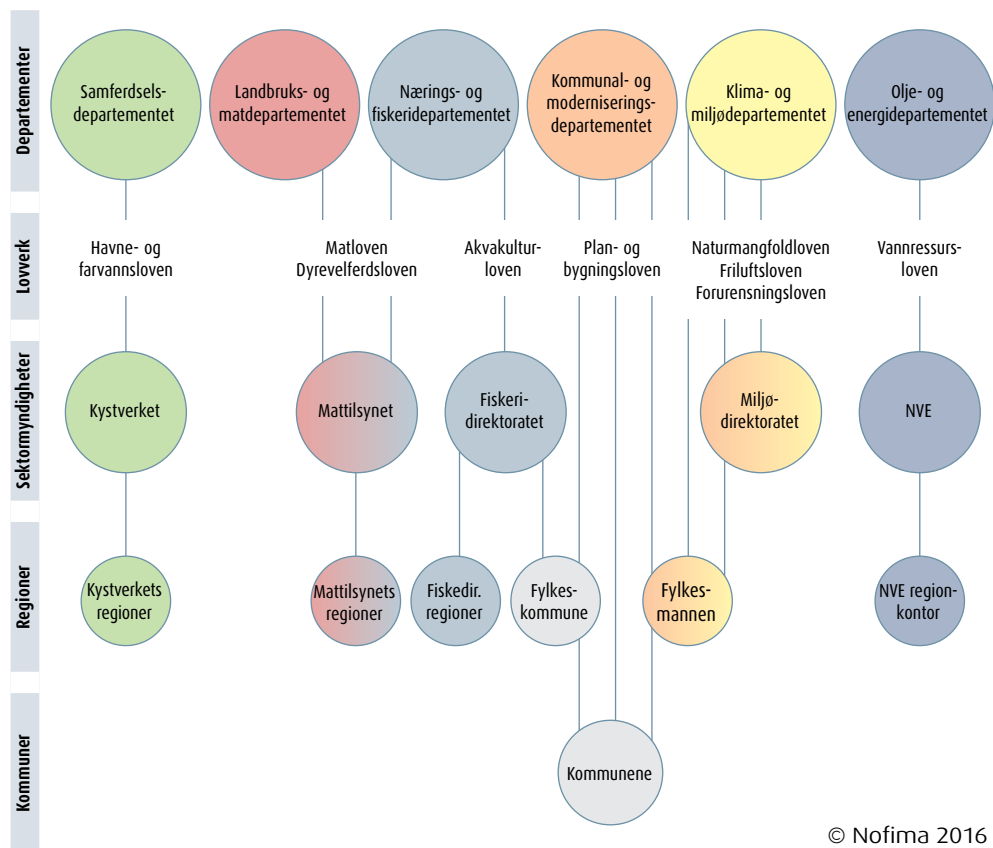 Departementer
Samferdsels-
departementet
Landbruks- og
matdepartementet
Nærings- og
fiskeridepartementet
Kommunal- og
moderniserings-
departementet
Klima- og
miljødepartementet
Olje- og
energidepartementet
Lovverk
Havne- og
farvannsloven
Matloven
Dyrevelferdsloven
Akvakultur-
loven
Plan- og
bygningsloven
Naturmangfoldloven
Friluftsloven
Forurensningsloven
Vannressurs-
loven
Sektormyndigheter
Kystverket
Mattilsynet
Fiskeri-
direktoratet
Miljø-
direktoratet
NVE
Regioner
Kystverkets
regioner
Mattilsynets
regioner
Fiskedir.
regioner
Fylkes-
kommune
Fylkes-
mannen
NVE region-
kontor
Kommuner
Kommunene
© Nofima 2016